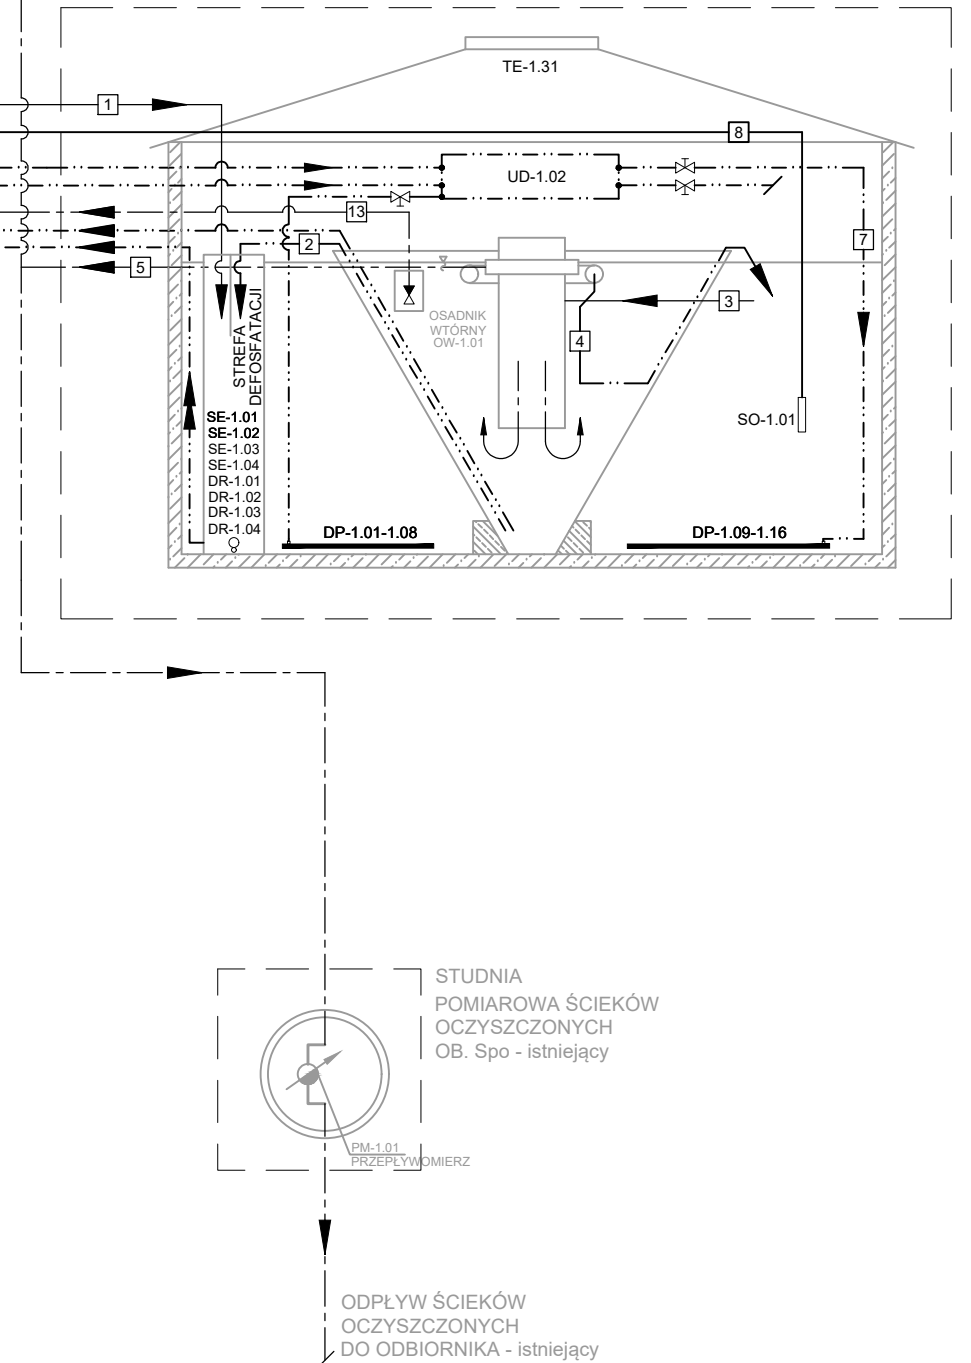 TE-1.31
1
8
UD-1.02
13
2
7
5
3
OSADNIK
WTÓRNY
OW-1.01
4
STREFA
DEFOSFATACJI
SE-1.01
SE-1.02
SE-1.03
SE-1.04
DR-1.01
DR-1.02
DR-1.03
DR-1.04
SO-1.01
DP-1.01-1.08
DP-1.09-1.16
STUDNIA
POMIAROWA ŚCIEKÓW
OCZYSZCZONYCH
OB. Spo - istniejący
PM-1.01
PRZEPŁYWOMIERZ
ODPŁYW ŚCIEKÓW
OCZYSZCZONYCH
DO ODBIORNIKA - istniejący